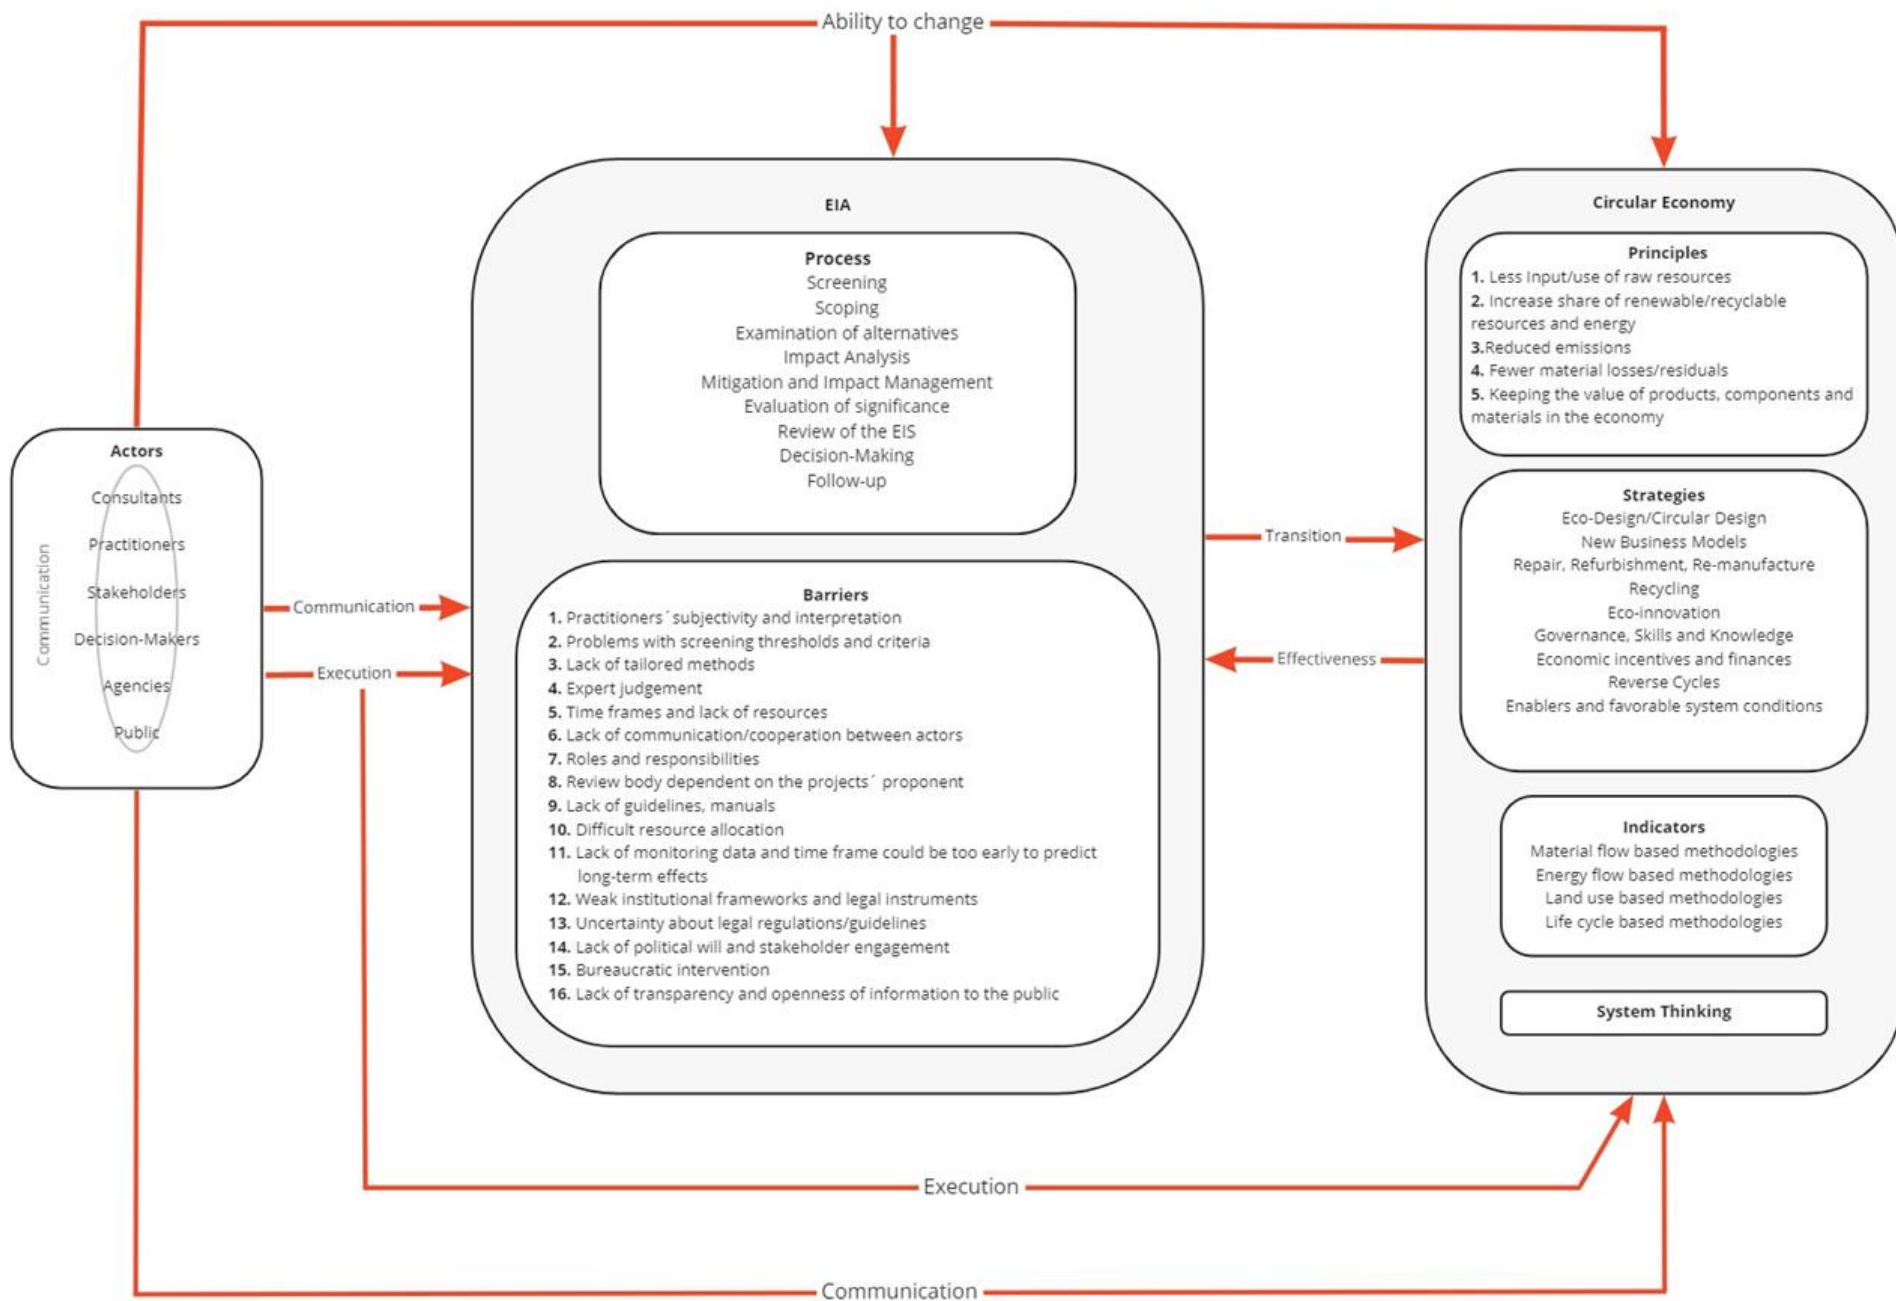 Ability to change
EIA
Process
Screening
Scoping
Examination of alternatives
Impact Analysis
Mitigation and Impact Management
Evaluation of significance
Review of the EIS
Decision-Making
Follow-up
Circular Economy
Principles
1. Less Input/use of raw resources
2. Increase share of renewable/recyclable
resources and energy
3.Reduced emissions
4. Fewer material losses/residuals
5. Keeping the value of products, components and
materials in the economy
Actors
Communication
Consultants
Practitioners
Stakeholders
Decision-Makers
Agencies
Public
Communication
Execution
Barriers
1. Practitioners´subjectivity and interpretation
2. Problems with screening thresholds and criteria
3. Lack of tailored methods
4. Expert judgement
5. Time frames and lack of resources
6. Lack of communication/cooperation between actors
7. Roles and responsibilities
8. Review body dependent on the projects´ proponent
9. Lack of guidelines, manuals
10. Difficult resource allocation
11. Lack of monitoring data and time frame could be too early to predict
long-term effects
12. Weak institutional frameworks and legal instruments
13. Uncertainty about legal regulations/guidelines
14. Lack of political will and stakeholder engagement
15. Bureaucratic intervention
16. Lack of transparency and openness of information to the public
Transition
Effectiveness
Strategies
Eco-Design/Circular Design
New Business Models
Repair, Refurbishment, Re-manufacture
Recycling
Eco-innovation
Governance, Skills and Knowledge
Economic incentives and finances
Reverse Cycles
Enablers and favorable system conditions
Indicators
Material flow based methodologies
Energy flow based methodologies
Land use based methodologies
Life cycle based methodologies
System Thinking
Execution
Communication